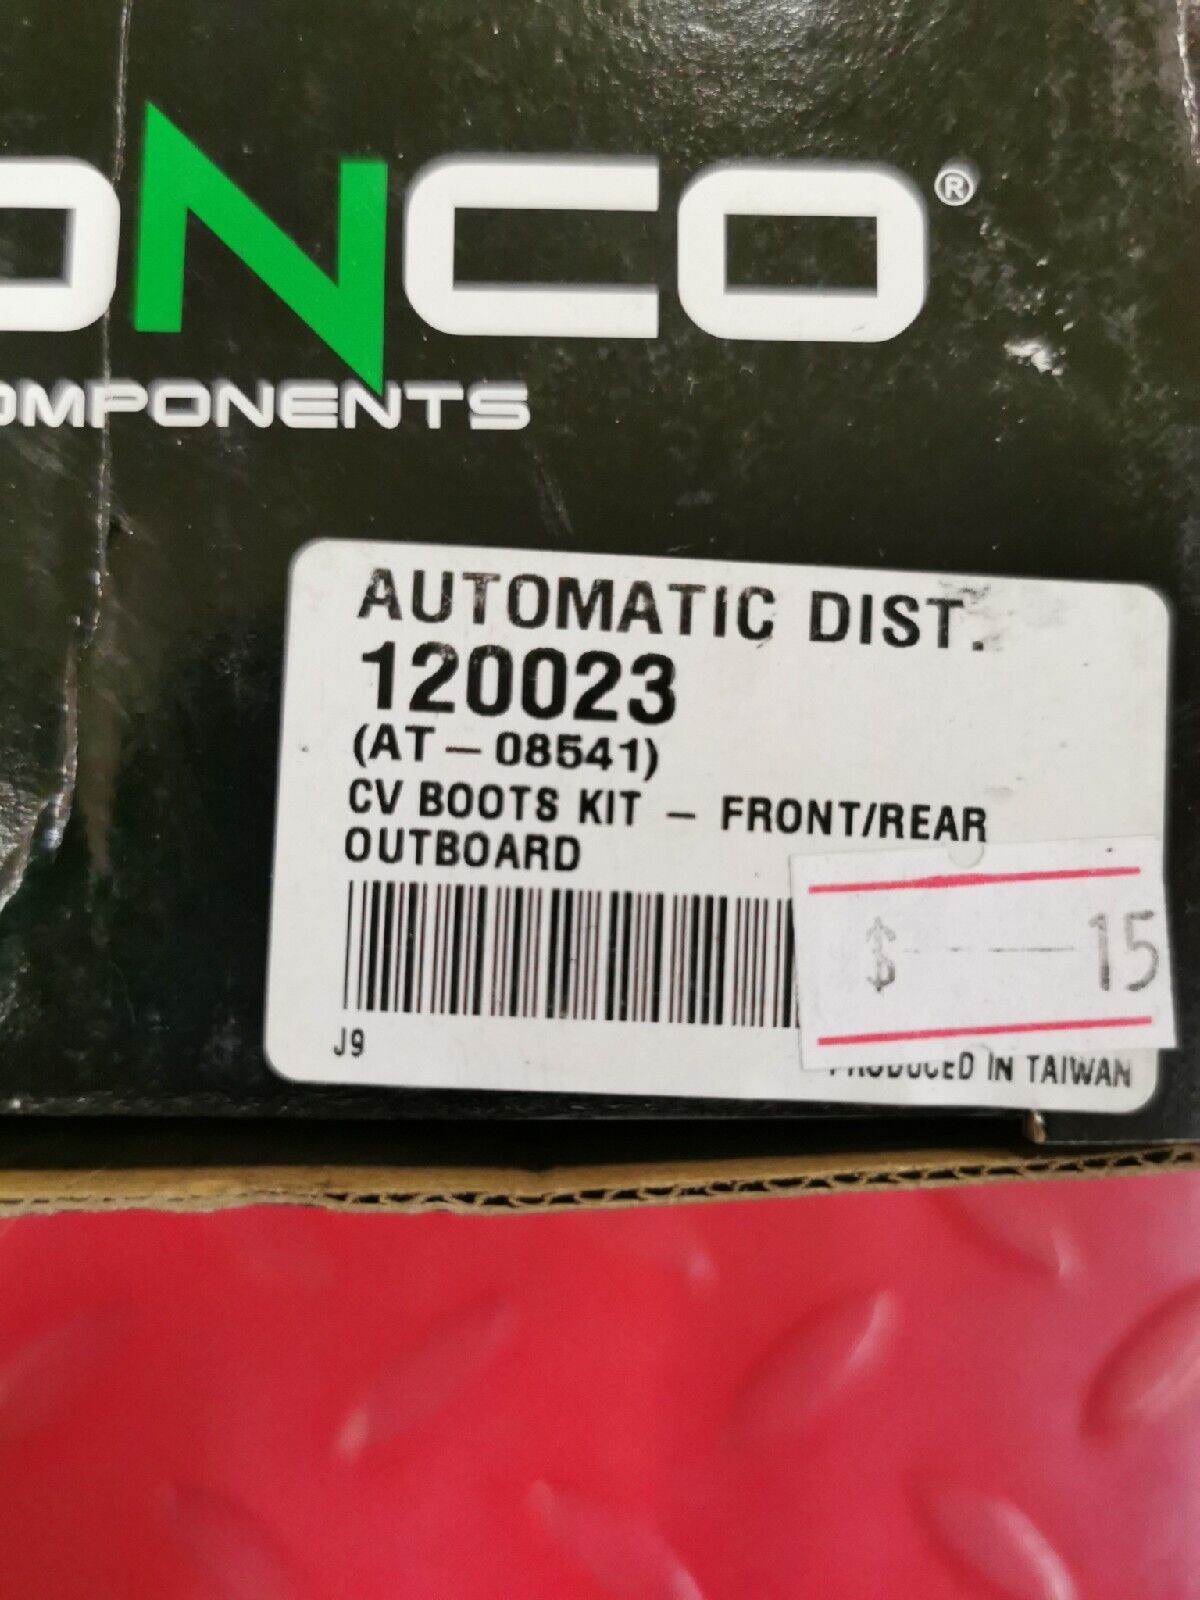 ONCO®
OMPONENTS
AUTOMATIC DIST.
120023
(AT-08541)
CV BOOTS KIT - FRONT/REAR
OUTBOARD
$ 15
J9
PRODUCED IN TAIWAN